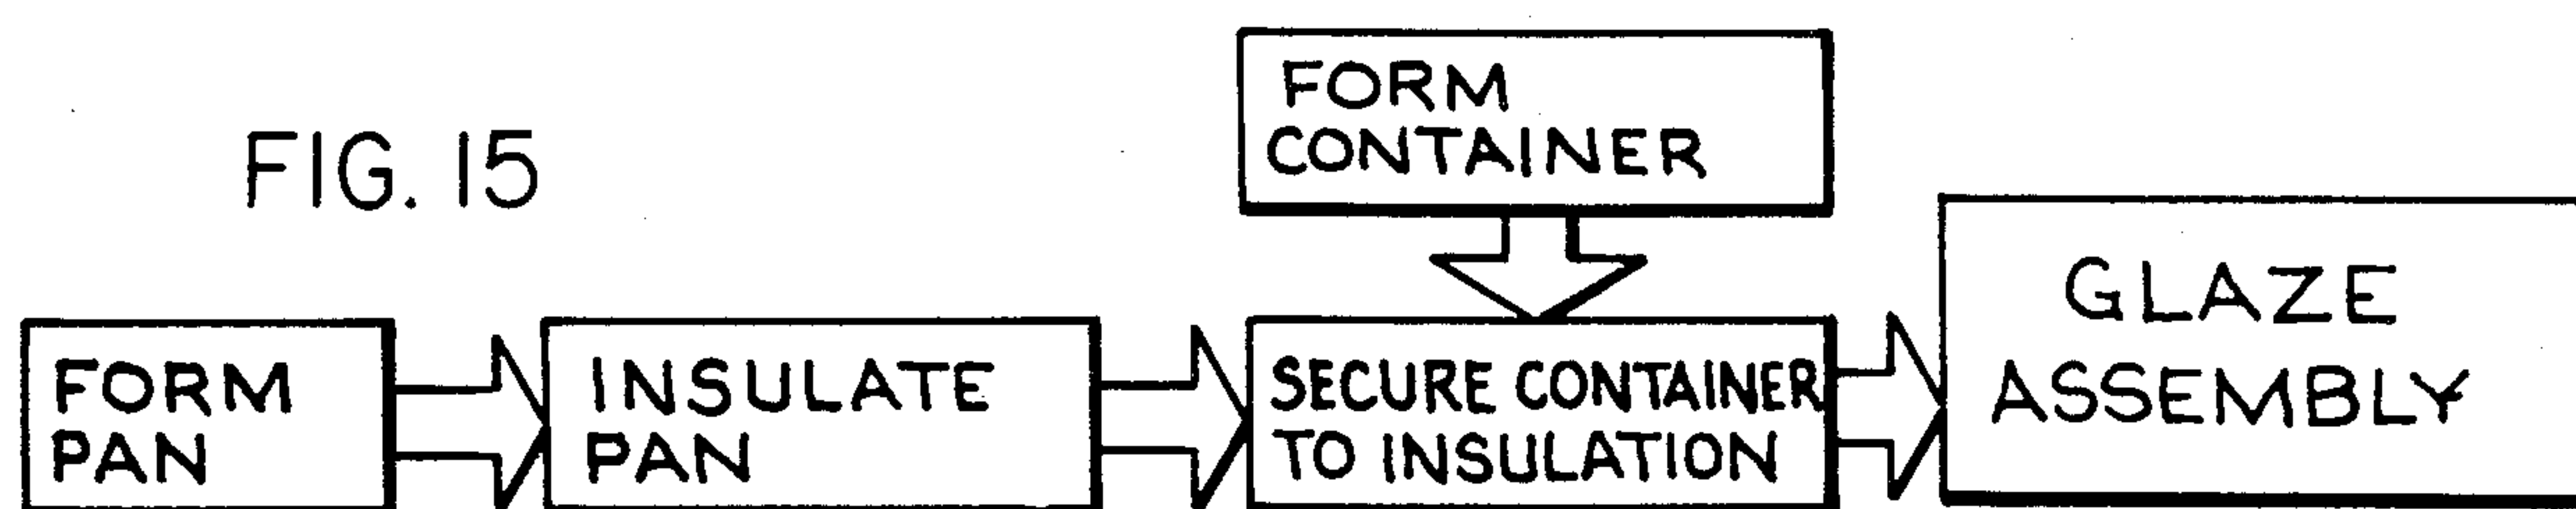 FIG. 15
FORM
CONTAINER
FORM
PAN
INSULATE
PAN
SECURE CONTAINER
TO INSULATION
GLAZE
ASSEMBLY